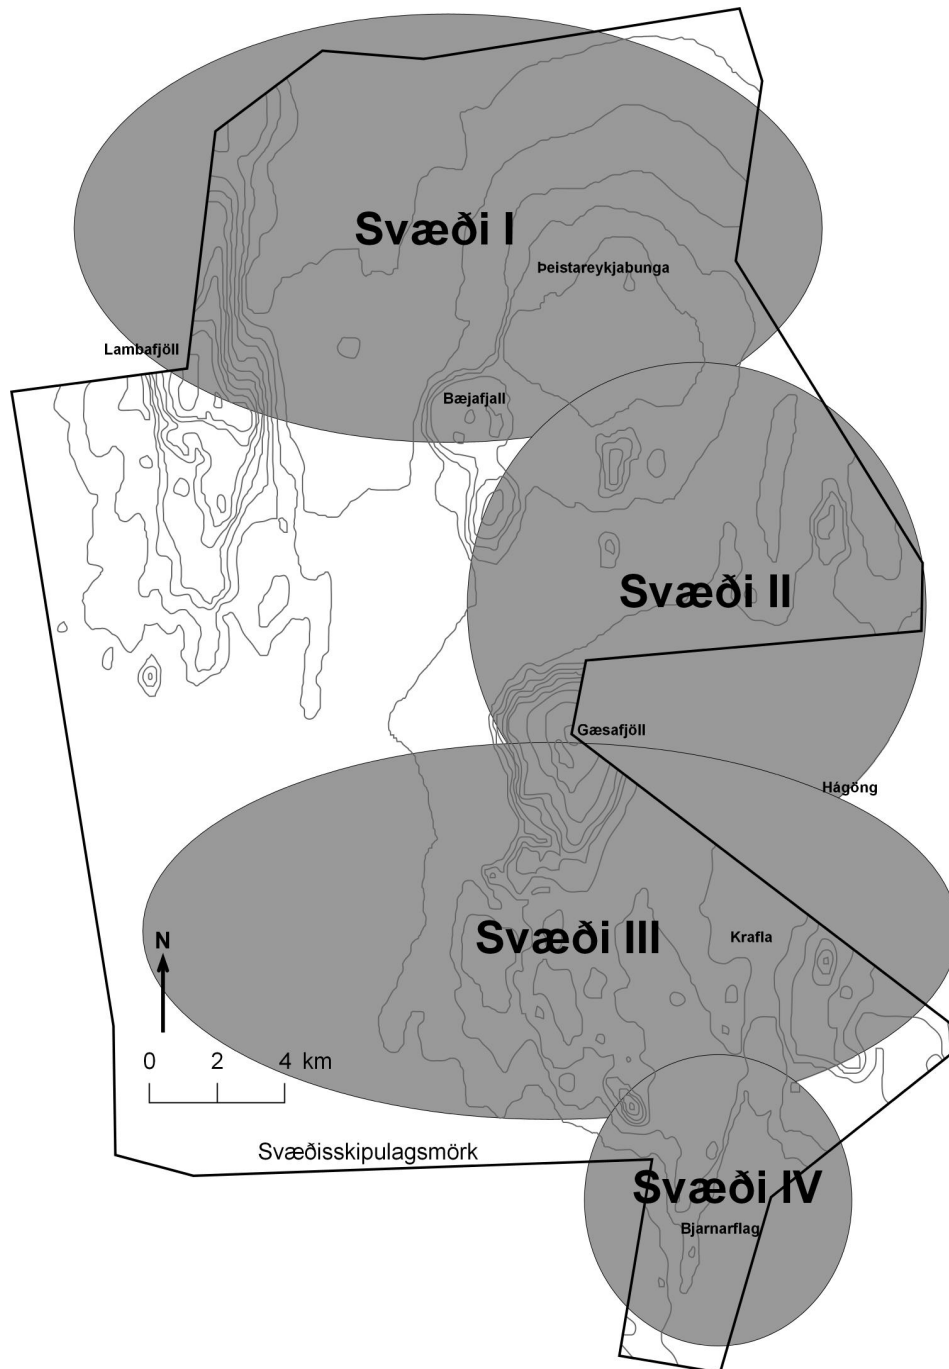 Svæði I
Þeistareykjabunga
Lambafjöll
Bæjafjall
Svæði II
Gæsafjöll
Hágöng
Svæði III
Krafla
N
0 2 4 km
Svæðisskipulagsmörk
Svæði IV
Bjarnarflag